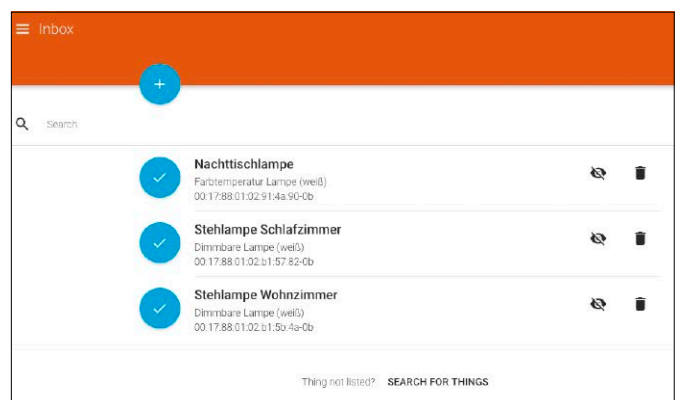 Inbox
Search
Nachttischlampe
Farbtemperatur Lampe (weiß)
00:17:88:01:02:91:4a:90-0b
Stehlampe Schlafzimmer
Dimmbare Lampe (weiß)
00:17:88:01:02:b1:57:82-0b
Stehlampe Wohnzimmer
Dimmbare Lampe (weiß)
00:17:88:01:02:b1:5b:4a-0b
Thing not listed? SEARCH FOR THINGS